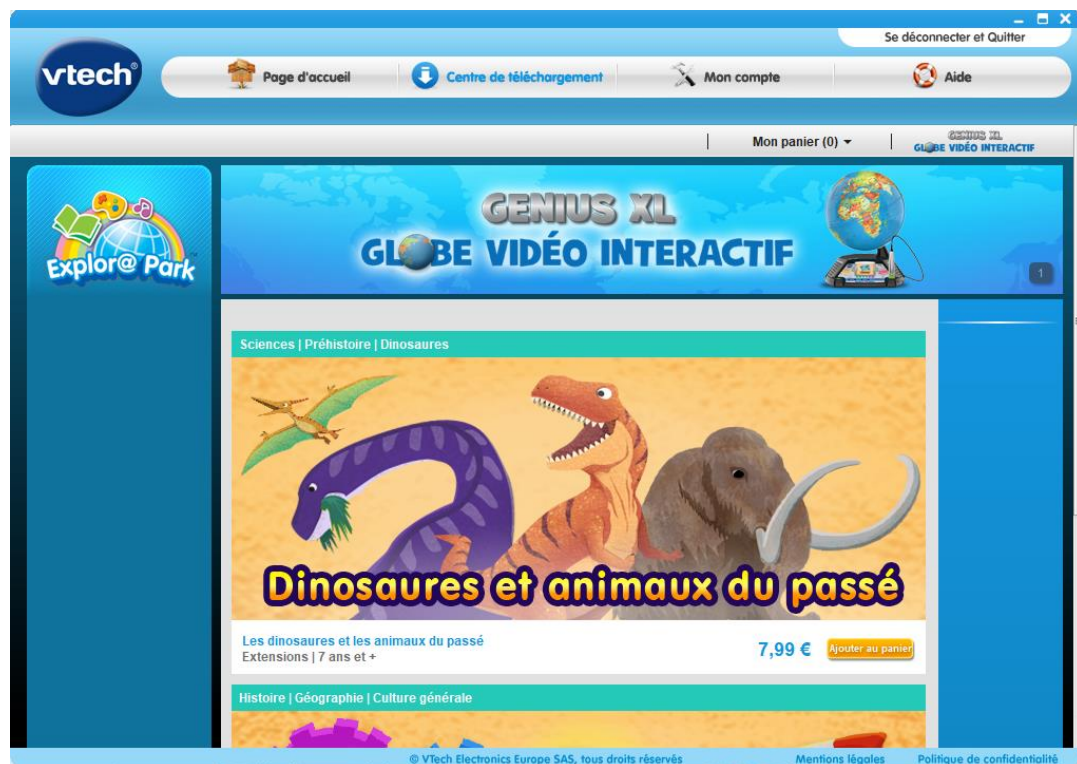 Se déconnecter et Quitter
vtech®
Page d'accueil
Centre de téléchargement
Mon compte
Aide
Mon panier (0)
GENIUS XL
GLOBE VIDÉO INTERACTIF
Explor@ Park
GENIUS XL
GLOBE VIDÉO INTERACTIF
1
Sciences | Préhistoire | Dinosaures
Dinosaures et animaux du passé
Les dinosaures et les animaux du passé
Extensions | 7 ans et +
7,99 €
Ajouter au panier
Histoire | Géographie | Culture générale
© VTech Electronics Europe SAS, tous droits réservés
Mentions légales
Politique de confidentialité